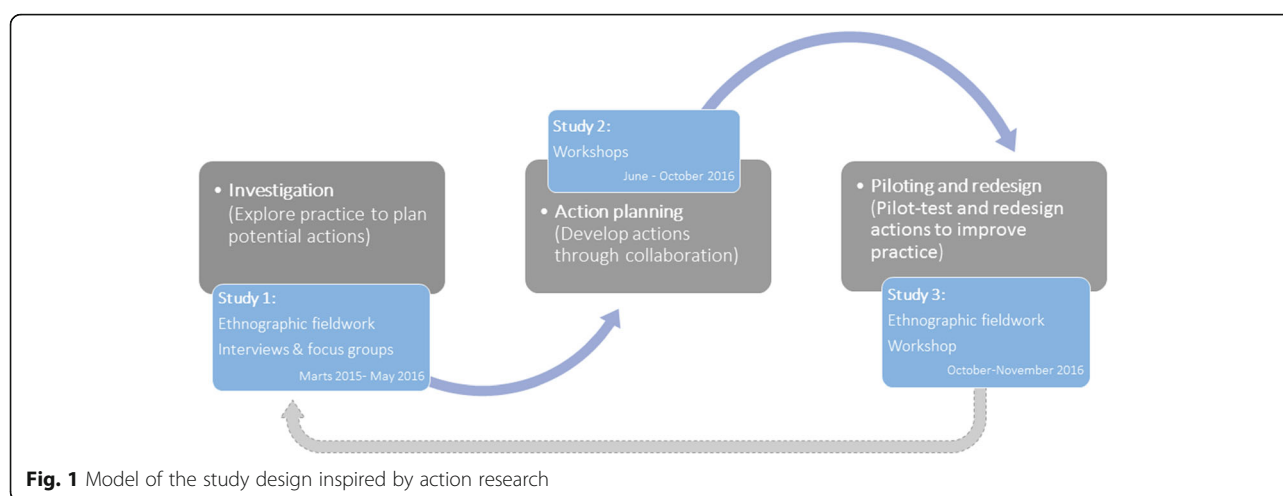 • Investigation
(Explore practice to plan
potential actions)
Study 1:
Ethnographic fieldwork
Interviews & focus groups
Marts 2015- May 2016
Study 2:
Workshops
June - October 2016
• Action planning
(Develop actions
through collaboration)
• Piloting and redesign
(Pilot-test and redesign
actions to improve
practice)
Study 3:
Ethnographic fieldwork
Workshop
October-November 2016
Fig. 1 Model of the study design inspired by action research